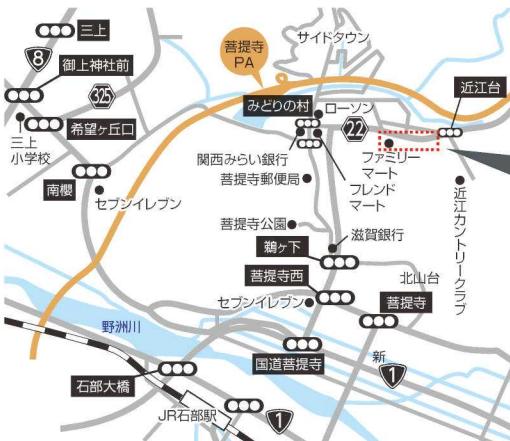 三上
サイドタウン
8
菩提寺
PA
御上神社前
近江台
325
みどりの村
ローソン
希望ヶ丘口
22
三上
小学校
ファミリー
マート
関西みらい銀行
フレンド
マート
南櫻
菩提寺郵便局
セブンイレブン
近江カントリークラブ
菩提寺公園
滋賀銀行
鵜ヶ下
北山台
菩提寺西
セブンイレブン
菩提寺
野洲川
国道菩提寺
新
1
石部大橋
JR石部駅
1